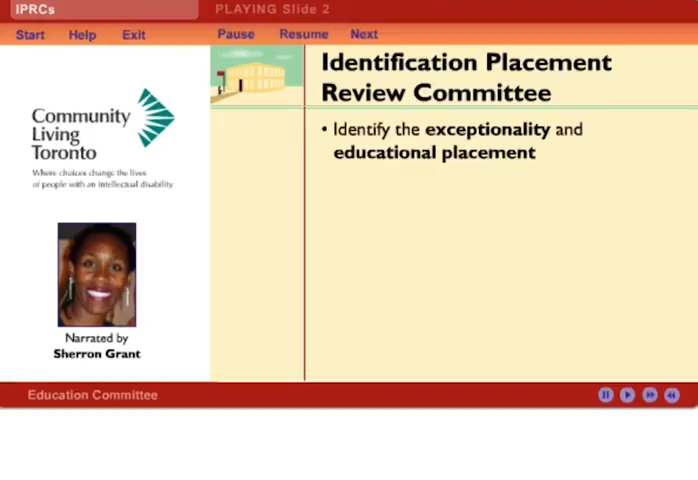 IPRCs
PLAYING Slide 2
Start Help Exit Pause Resume Next
Community
Living
Toronto
Where choices change the lives
of people with an intellectual disability
Narrated by
Sherron Grant
Identification Placement
Review Committee
• Identify the exceptionality and
educational placement
Education Committee